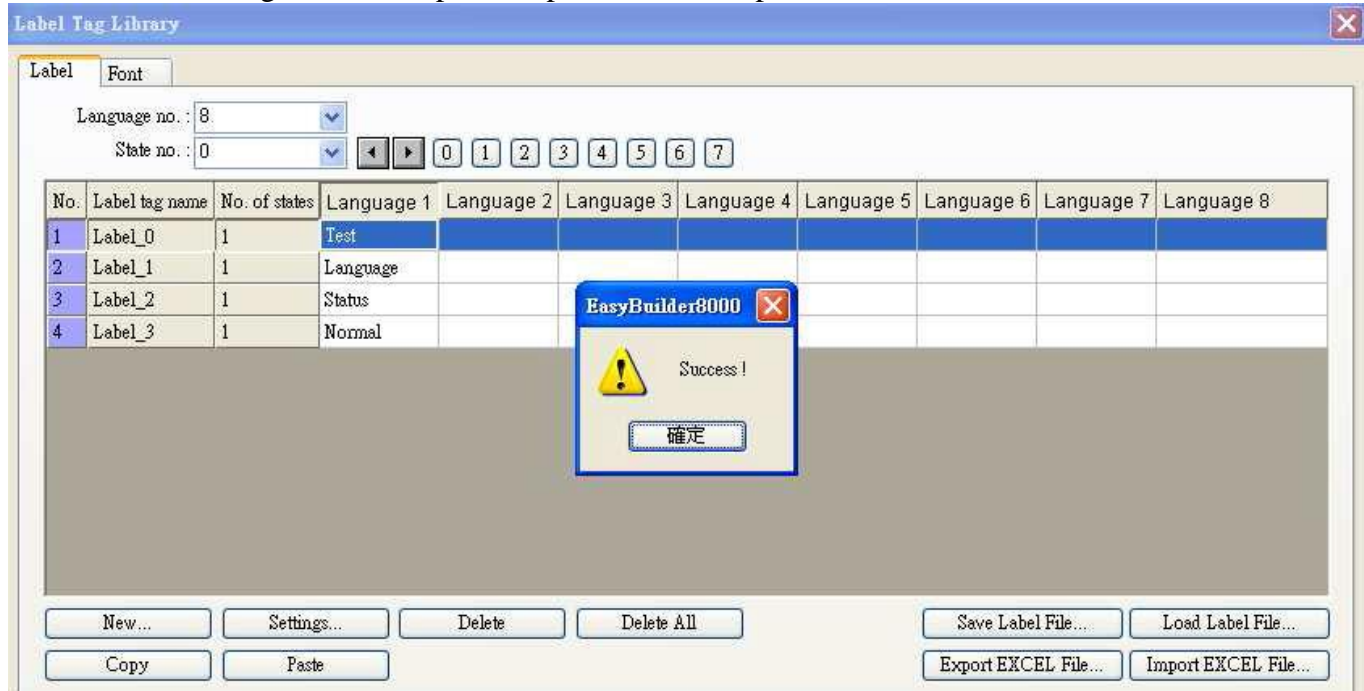 Label Tag Library
Label Font
Language no. : 8
State no. : 0 0 1 2 3 4 5 6 7
No. Label tag name No. of states Language 1 Language 2 Language 3 Language 4 Language 5 Language 6 Language 7 Language 8
1 Label_0 1 Test
2 Label_1 1 Language
3 Label_2 1 Status
4 Label_3 1 Normal
EasyBuilder8000
Success !
確定
New... Settings... Delete Delete All Save Label File... Load Label File...
Copy Paste Export EXCEL File... Import EXCEL File...